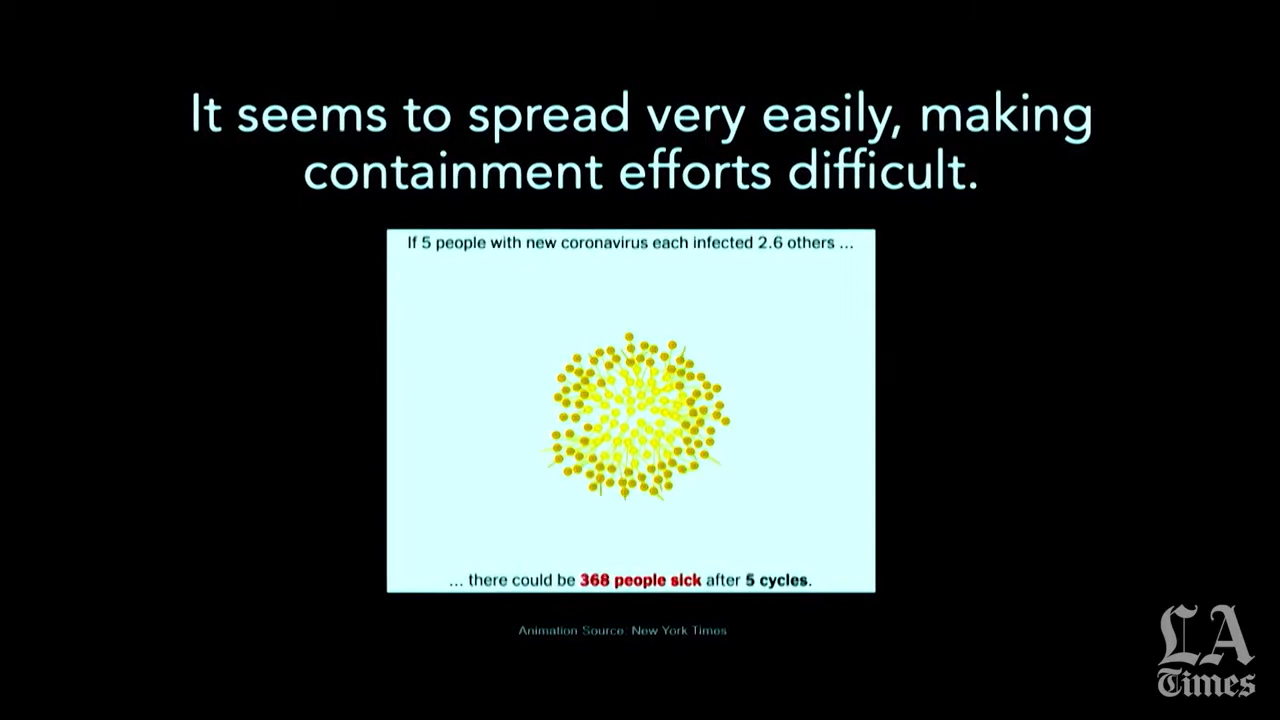 It seems to spread very easily, making
containment efforts difficult.
If 5 people with new coronavirus each infected 2.6 others ...
... there could be 368 people sick after 5 cycles.
Animation Source: New York Times
LA
Times